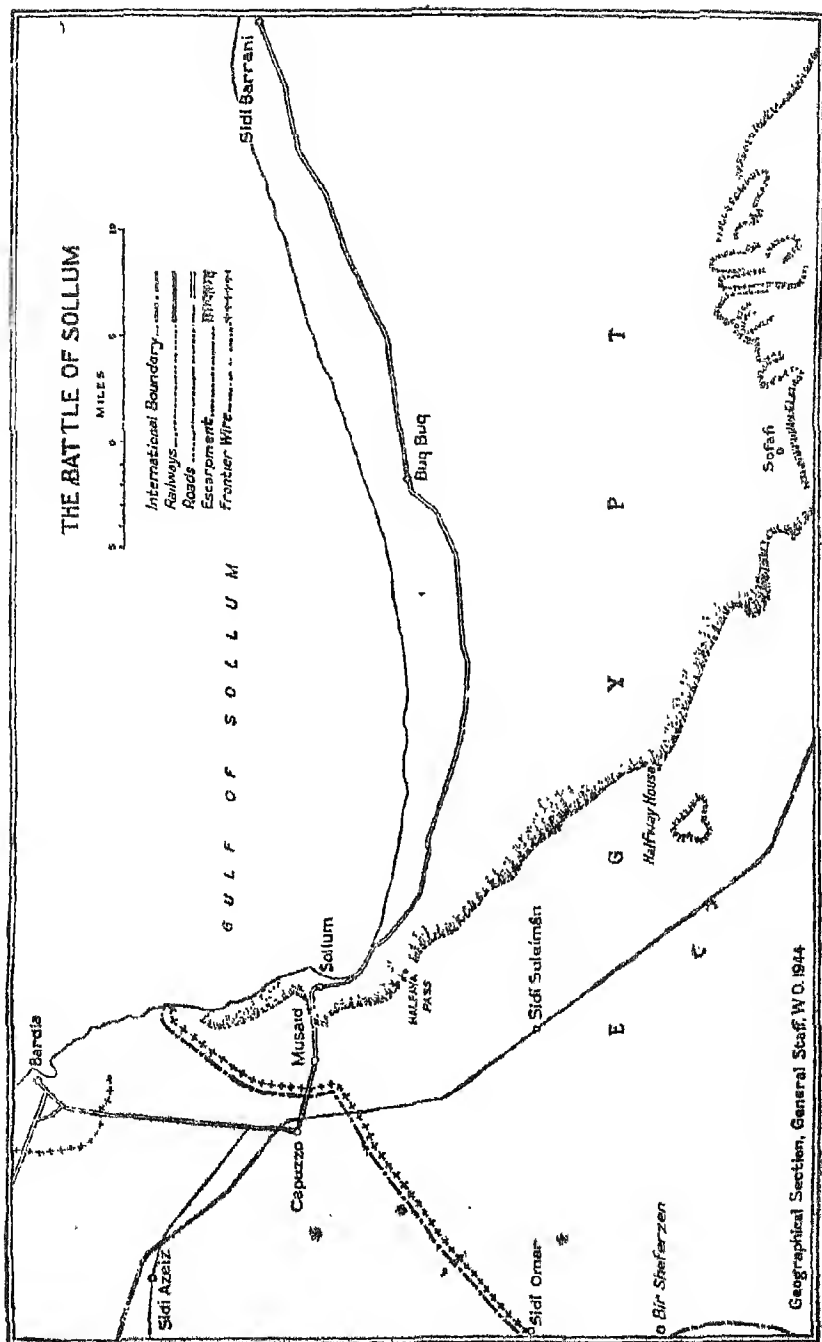 THE BATTLE OF SOLLUM
MILES
5 0 5 10
International Boundary
Railways
Roads
Escarpment
Frontier Wire
GULF OF SOLLUM
Bardia
Sollum
Musaid
Capuzzo
Sidi Azeiz
HALFAYA
PASS
Sidi Barrani
Buq Buq
Sidi Suleimân
Halfway House
Sofafi
Sidi Omar
Bir Sheferzen
E G Y P T
Geographical Section, General Staff, W.O. 1944